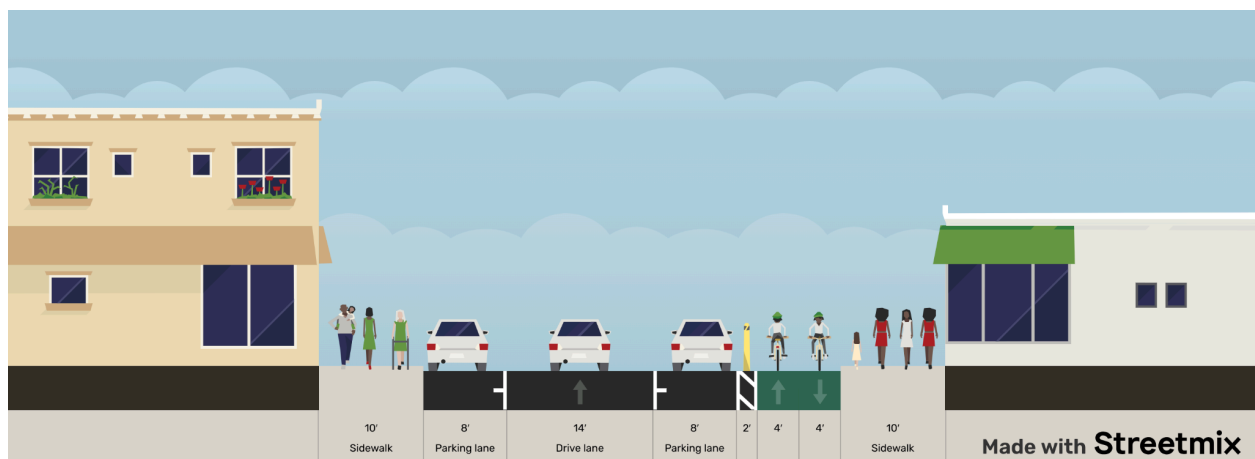 10′
Sidewalk
8′
Parking lane
14′
Drive lane
8′
Parking lane
2′
4′
4′
10′
Sidewalk
Made with Streetmix